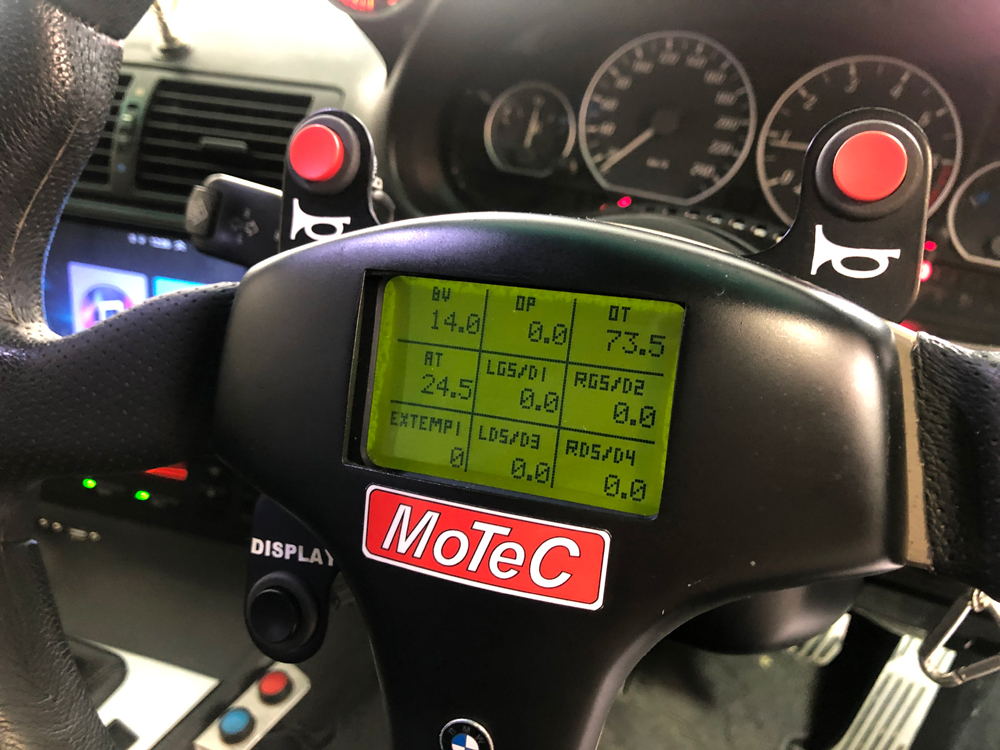 BV OP OT
14.0 0.0 73.5
AT LGS/D1 RGS/D2
24.5 0.0 0.0
EXTEMP1 LDS/D3 RDS/D4
0 0.0 0.0
MoTeC
DISPLAY
BMW